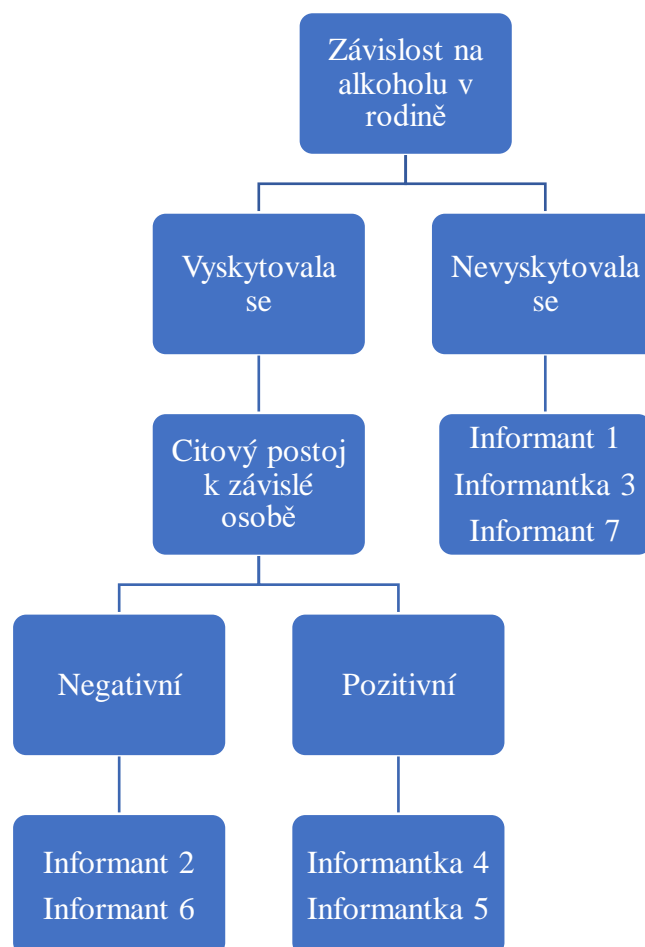 Závislost na
alkoholu v
rodině
Vyskytovala
se
Nevyskytovala
se
Citový postoj
k závislé
osobě
Informant 1
Informantka 3
Informant 7
Negativní
Pozitivní
Informant 2
Informant 6
Informantka 4
Informantka 5